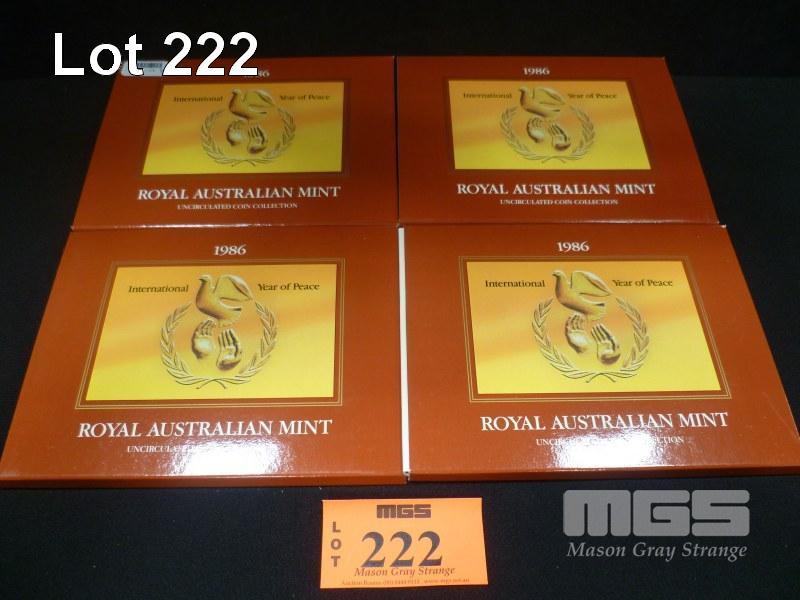 Lot 222
1986
International Year of Peace
ROYAL AUSTRALIAN MINT
UNCIRCULATED COIN COLLECTION
1986
International Year of Peace
ROYAL AUSTRALIAN MINT
UNCIRCULATED COIN COLLECTION
1986
International Year of Peace
ROYAL AUSTRALIAN MINT
1986
International Year of Peace
ROYAL AUSTRALIAN MINT
MGS
LOT
222
Mason Gray Strange
MGS
Mason Gray Strange